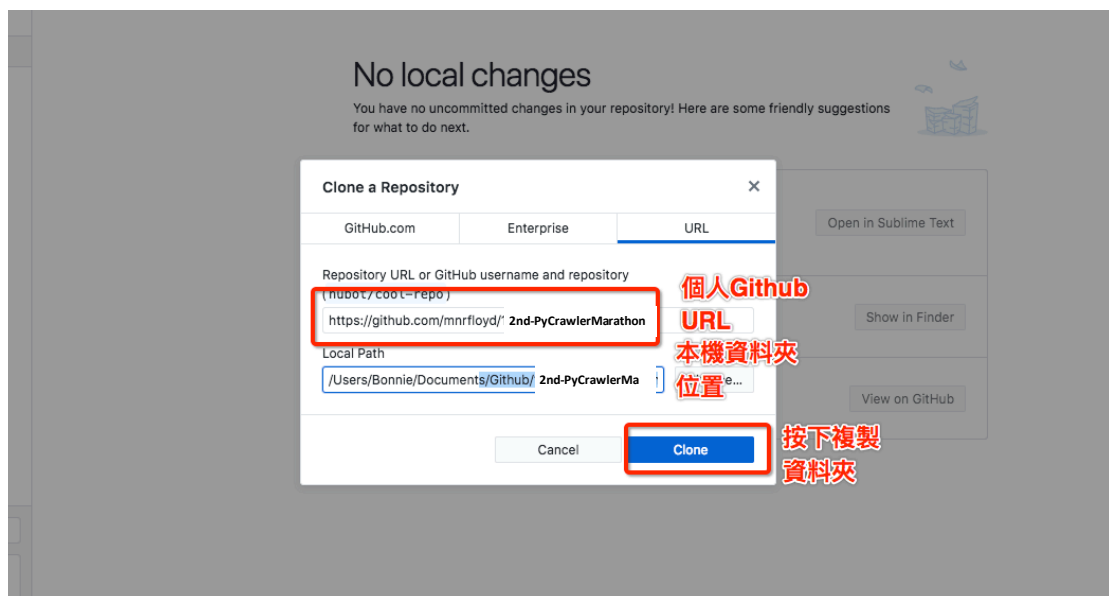 No local changes
You have no uncommitted changes in your repository! Here are some friendly suggestions
for what to do next.
Clone a Repository
GitHub.com
Enterprise
URL
Open in Sublime Text
Repository URL or GitHub username and repository
(hubot/cool-repo)
https://github.com/mnrfloyd/ 2nd-PyCrawlerMarathon
個人Github
URL
Show in Finder
Local Path
本機資料夾
位置
/Users/Bonnie/Documents/Github/ 2nd-PyCrawlerMa
View on GitHub
Cancel
Clone
按下複製
資料夾